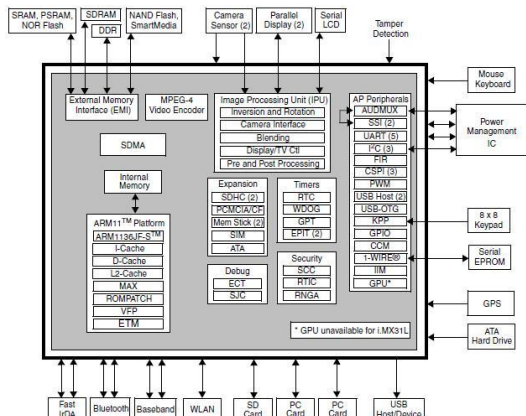 SRAM, PSRAM,
NOR Flash
SDRAM
DDR
NAND Flash,
SmartMedia
Camera
Sensor (2)
Parallel
Display (2)
Serial
LCD
Tamper
Detection
External Memory
Interface (EMI)
MPEG-4
Video Encoder
SDMA
Internal
Memory
ARM11TM Platform
ARM1136JF-STM
I-Cache
D-Cache
L2-Cache
MAX
ROMPATCH
VFP
ETM
Image Processing Unit (IPU)
Inversion and Rotation
Camera Interface
Blending
Display/TV Ctl
Pre and Post Processing
Expansion
SDHC (2)
PCMCIA/CF
Mem Stick (2)
SIM
ATA
Timers
RTC
WDOG
GPT
EPIT (2)
Debug
ECT
SJC
Security
SCC
RTIC
RNGA
AP Peripherals
AUDMUX
SSI (2)
UART (5)
I²C (3)
FIR
CSPI (3)
PWM
USB Host (2)
USB-OTG
KPP
GPIO
CCM
1-WIRE®
IIM
GPU*
* GPU unavailable for i.MX31L
Mouse
Keyboard
Power
Management
IC
8 x 8
Keypad
Serial
EPROM
GPS
ATA
Hard Drive
Fast
IrDA
Bluetooth
Baseband
WLAN
SD
Card
PC
Card
PC
Card
USB
Host/Device